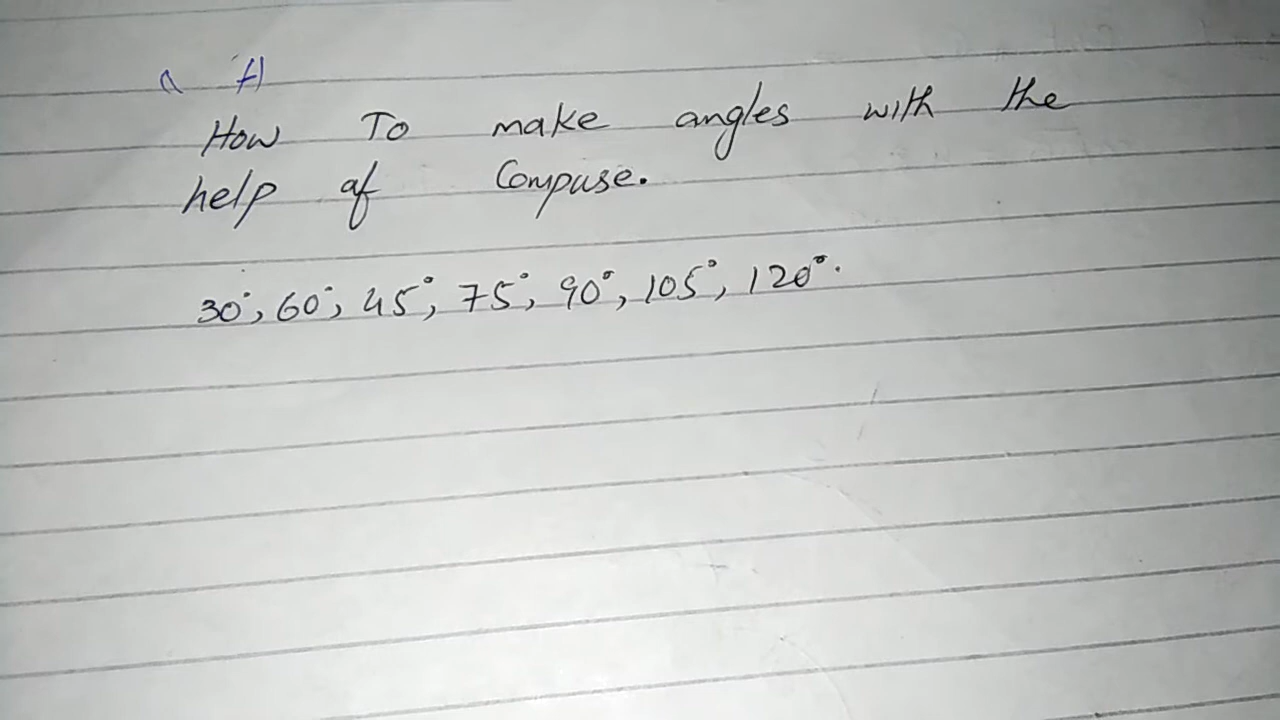 How To make angles with the
help of Compuse.
30°, 60°, 45°, 75°, 90°, 105°, 120°.